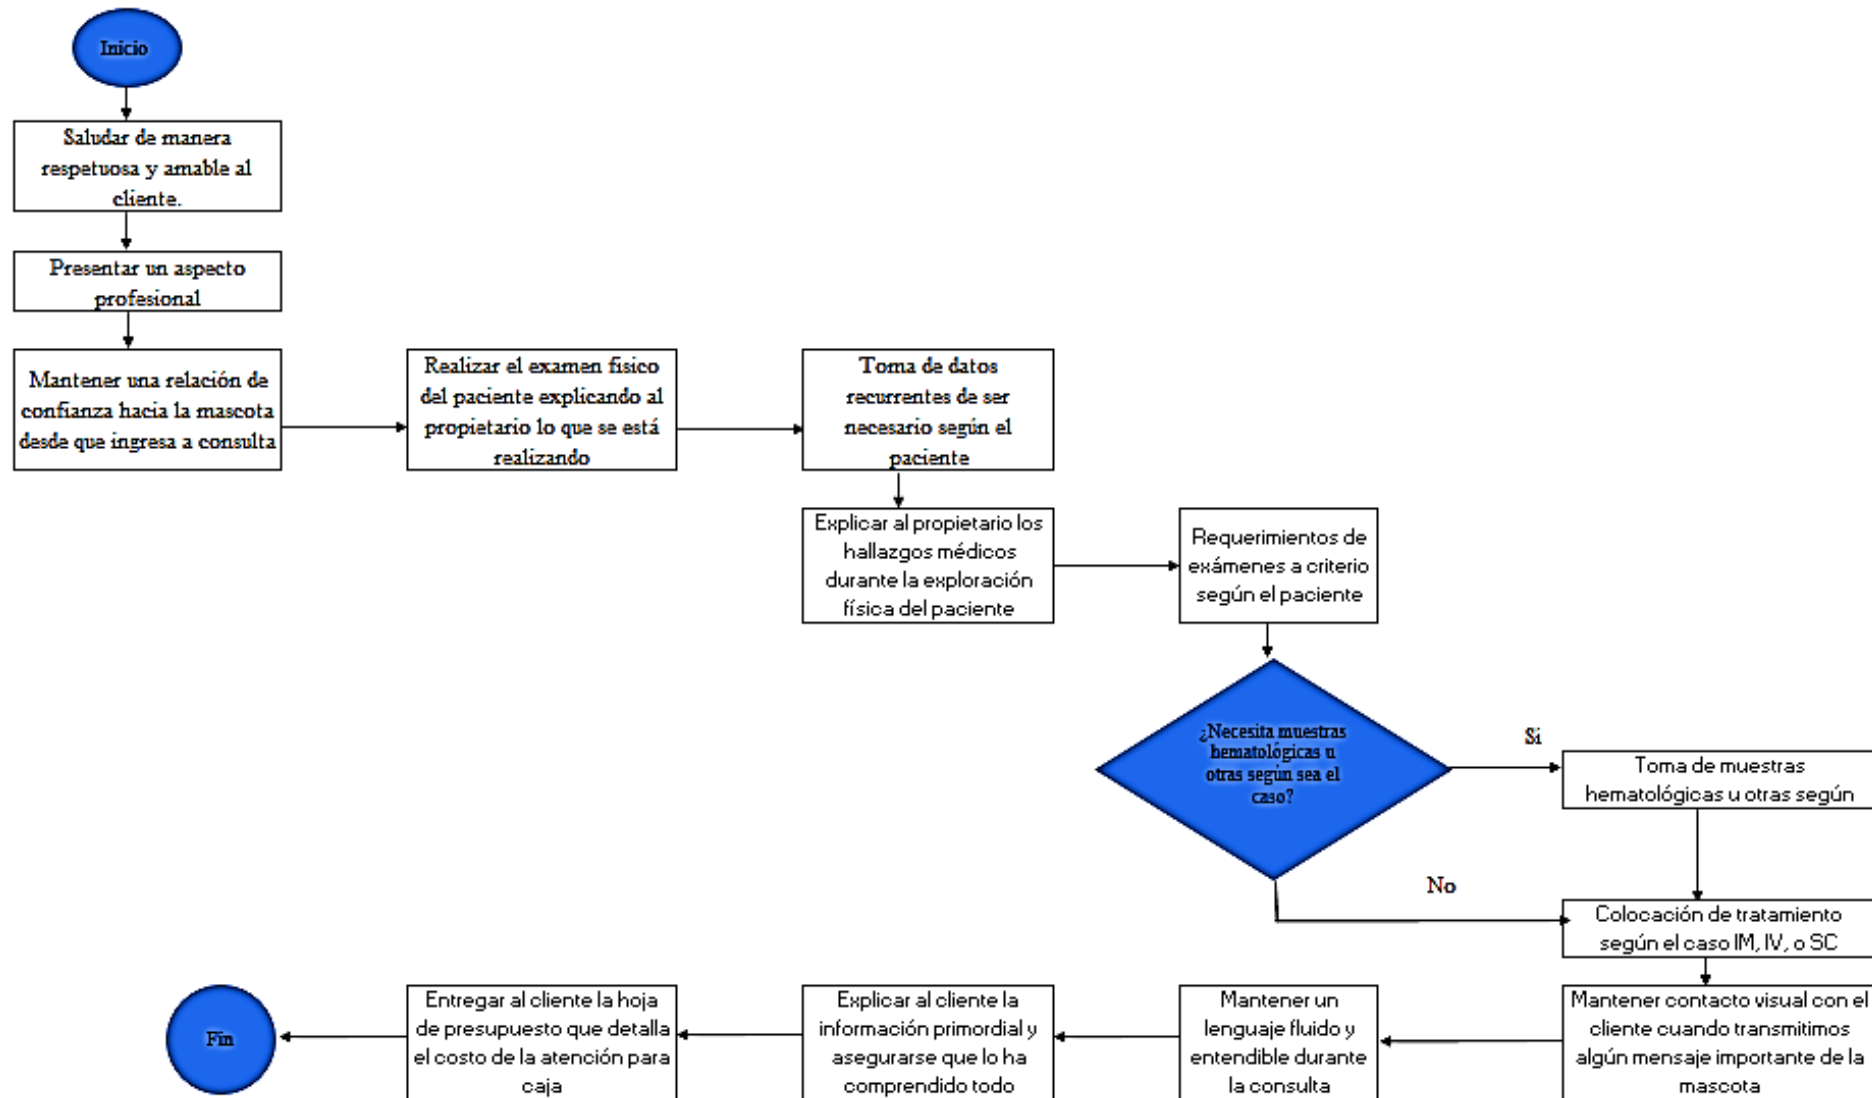 Inicio
Saludar de manera
respetuosa y amable al
cliente.
Presentar un aspecto
profesional
Mantener una relación de
confianza hacia la mascota
desde que ingresa a consulta
Realizar el examen fisico
del paciente explicando al
propietario lo que se está
realizando
Toma de datos
recurrentes de ser
necesario según el
paciente
Explicar al propietario los
hallazgos médicos
durante la exploración
física del paciente
Requerimientos de
exámenes a criterio
según el paciente
¿Necesita muestras
hematológicas u
otras según sea el
caso?
Si
Toma de muestras
hematológicas u otras según
No
Colocación de tratamiento
según el caso IM, IV, o SC
Mantener contacto visual con el
cliente cuando transmitimos
algún mensaje importante de la
mascota
Mantener un
lenguaje fluido y
entendible durante
la consulta
Explicar al cliente la
información primordial y
asegurarse que lo ha
comprendido todo
Entregar al cliente la hoja
de presupuesto que detalla
el costo de la atención para
caja
Fin